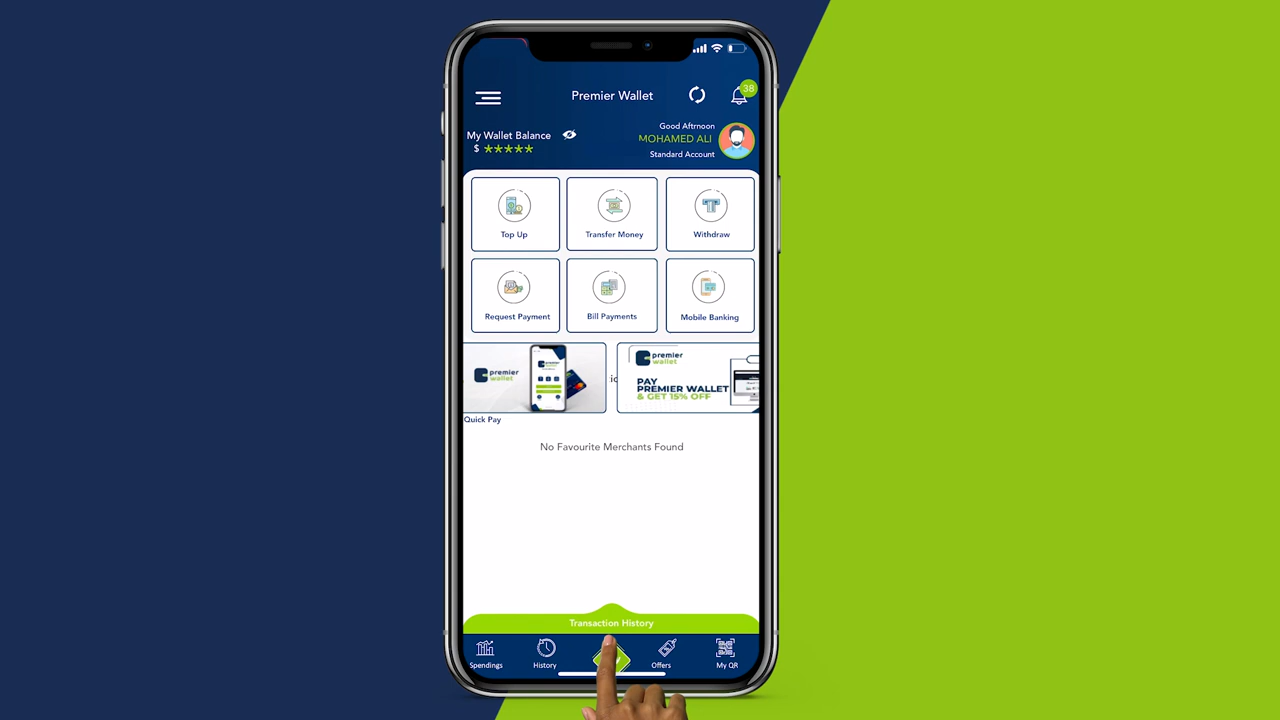 Premier Wallet
38
My Wallet Balance
$ *****
Good Aftrnoon
MOHAMED ALI
Standard Account
Top Up
Transfer Money
Withdraw
Request Payment
Bill Payments
Mobile Banking
premier
wallet
premier
wallet
PAY
PREMIER WALLET
& GET 15% OFF
Quick Pay
No Favourite Merchants Found
Transaction History
Spendings
History
Offers
My QR